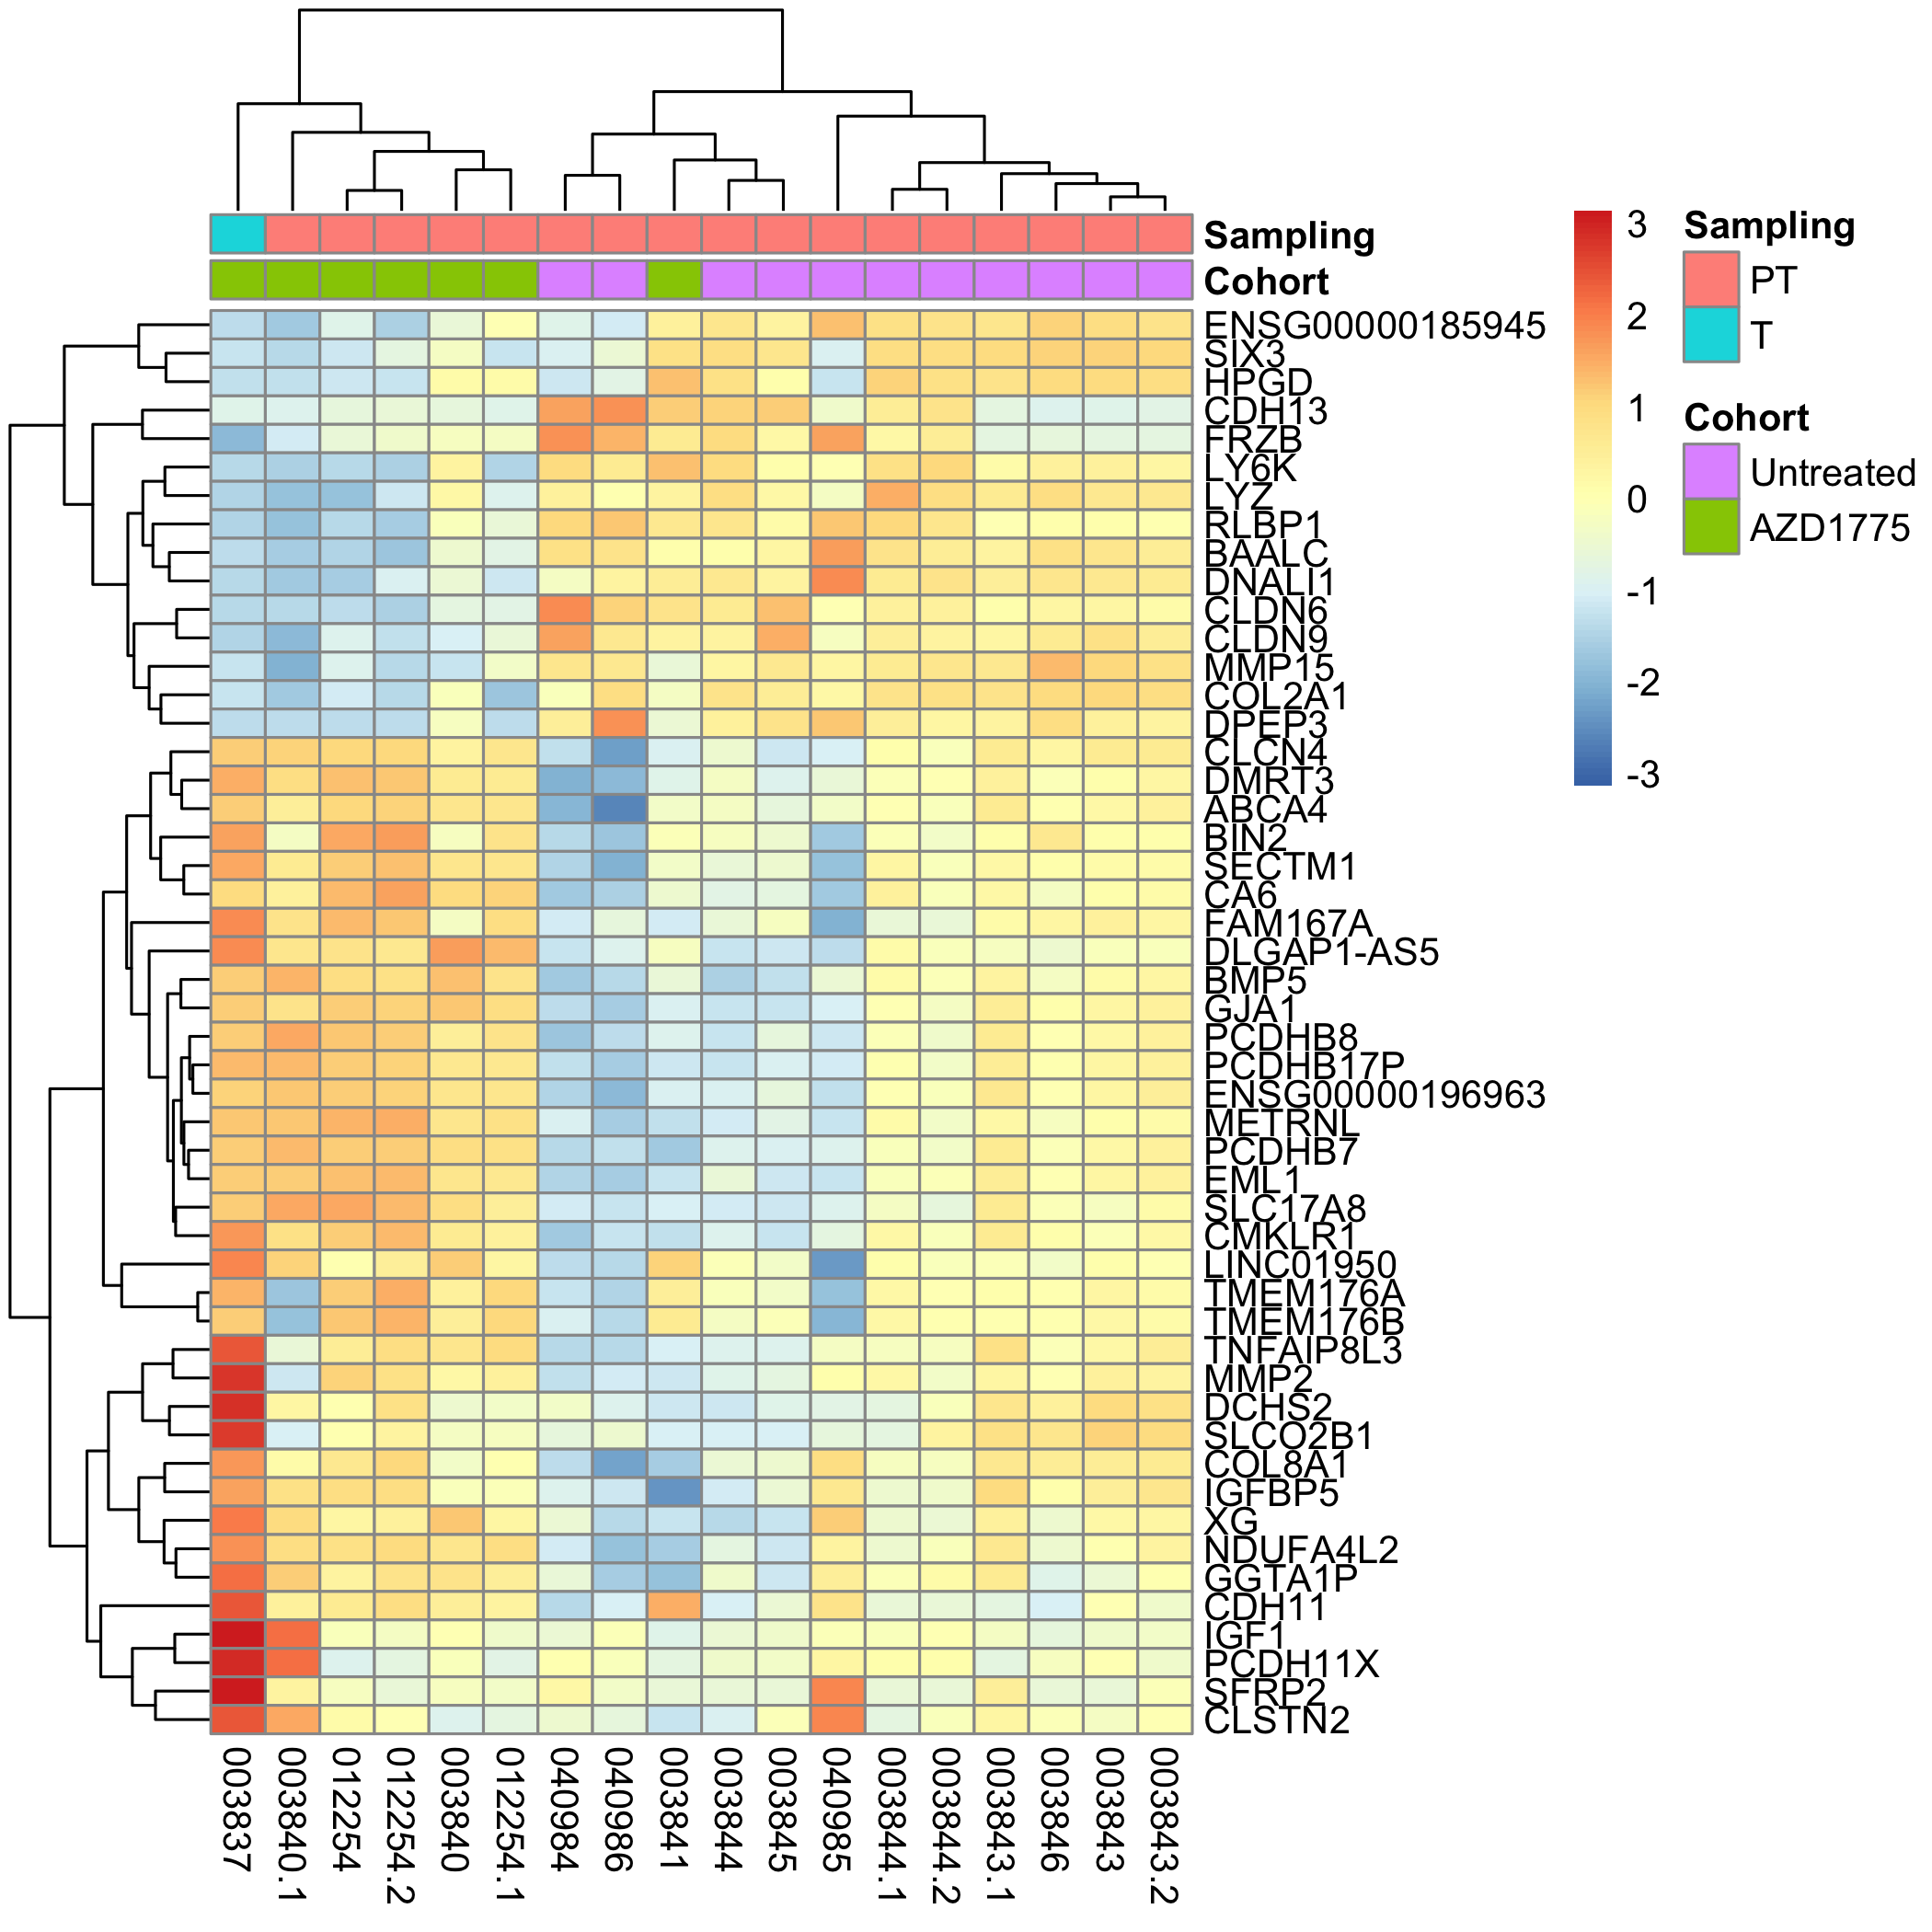 Sampling
Cohort
ENSG00000185945
SIX3
HPGD
CDH13
FRZB
LY6K
LYZ
RLBP1
BAALC
DNALI1
CLDN6
CLDN9
MMP15
COL2A1
DPEP3
CLCN4
DMRT3
ABCA4
BIN2
SECTM1
CA6
FAM167A
DLGAP1-AS5
BMP5
GJA1
PCDHB8
PCDHB17P
ENSG00000196963
METRNL
PCDHB7
EML1
SLC17A8
CMKLR1
LINC01950
TMEM176A
TMEM176B
TNFAIP8L3
MMP2
DCHS2
SLCO2B1
COL8A1
IGFBP5
XG
NDUFA4L2
GGTA1P
CDH11
IGF1
PCDH11X
SFRP2
CLSTN2
003837
003840.1
012254
012254.2
003840
012254.1
040984
040986
003841
003844
003845
040985
003844.1
003844.2
003843.1
003846
003843
003843.2
3
2
1
0
-1
-2
-3
Sampling
PT
T
Cohort
Untreated
AZD1775